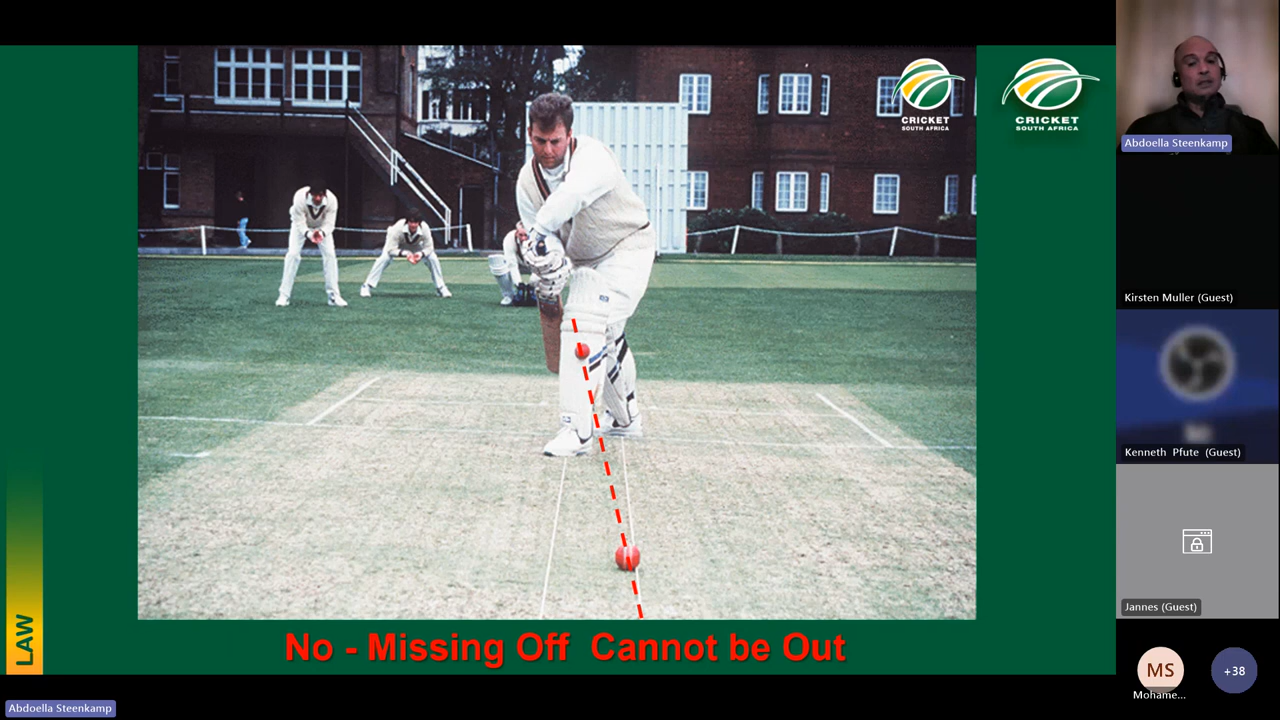 CRICKET
SOUTH AFRICA
CRICKET
SOUTH AFRICA
Abdoella Steenkamp
Kirsten Muller (Guest)
Kenneth Pfute (Guest)
Jannes (Guest)
LAW
No - Missing Off Cannot be Out
MS
+38
Mohame...
Abdoella Steenkamp